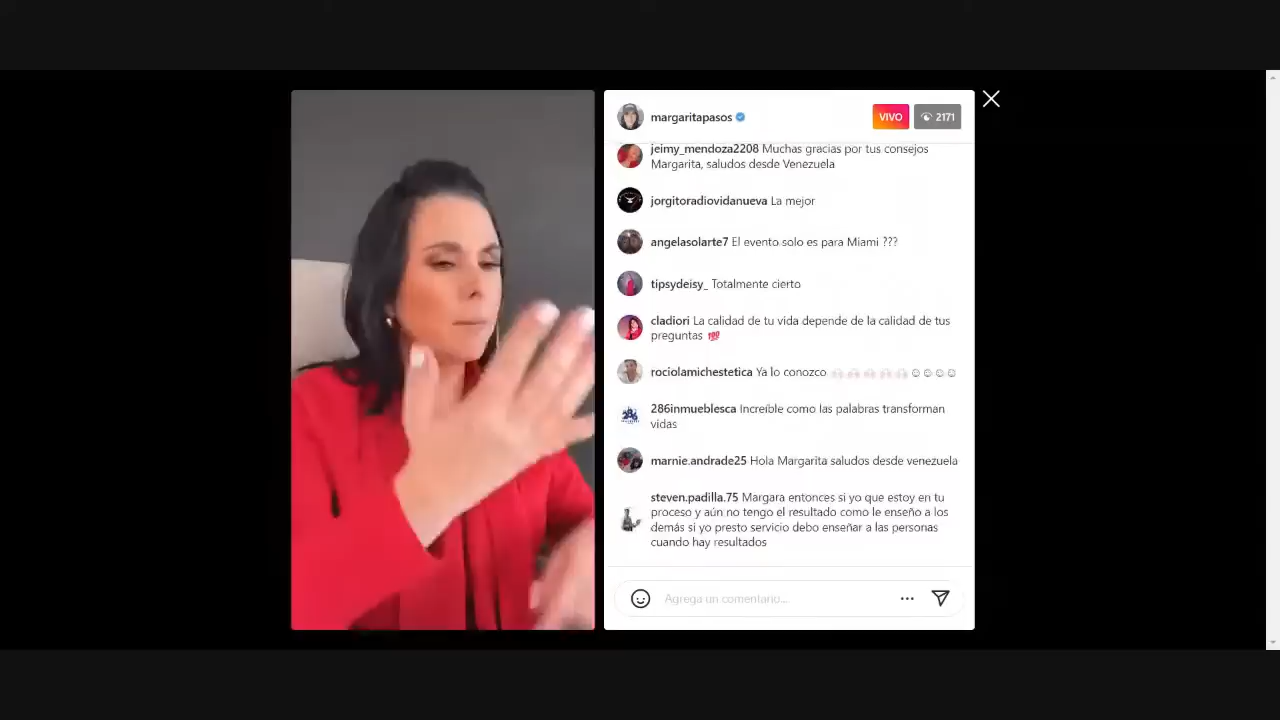 margaritapasos
VIVO
2171
jeimy_mendoza2208 Muchas gracias por tus consejos
Margarita, saludos desde Venezuela
jorgitoradiovidanueva La mejor
angelasolarte7 El evento solo es para Miami ???
tipsydeisy_ Totalmente cierto
cladiori La calidad de tu vida depende de la calidad de tus
preguntas 💯
rociolamichestetica Ya lo conozco
286inmueblesca Increíble como las palabras transforman
vidas
marnie.andrade25 Hola Margarita saludos desde venezuela
steven.padilla.75 Margara entonces si yo que estoy en tu
proceso y aún no tengo el resultado como le enseño a los
demás si yo presto servicio debo enseñar a las personas
cuando hay resultados
Agrega un comentario...